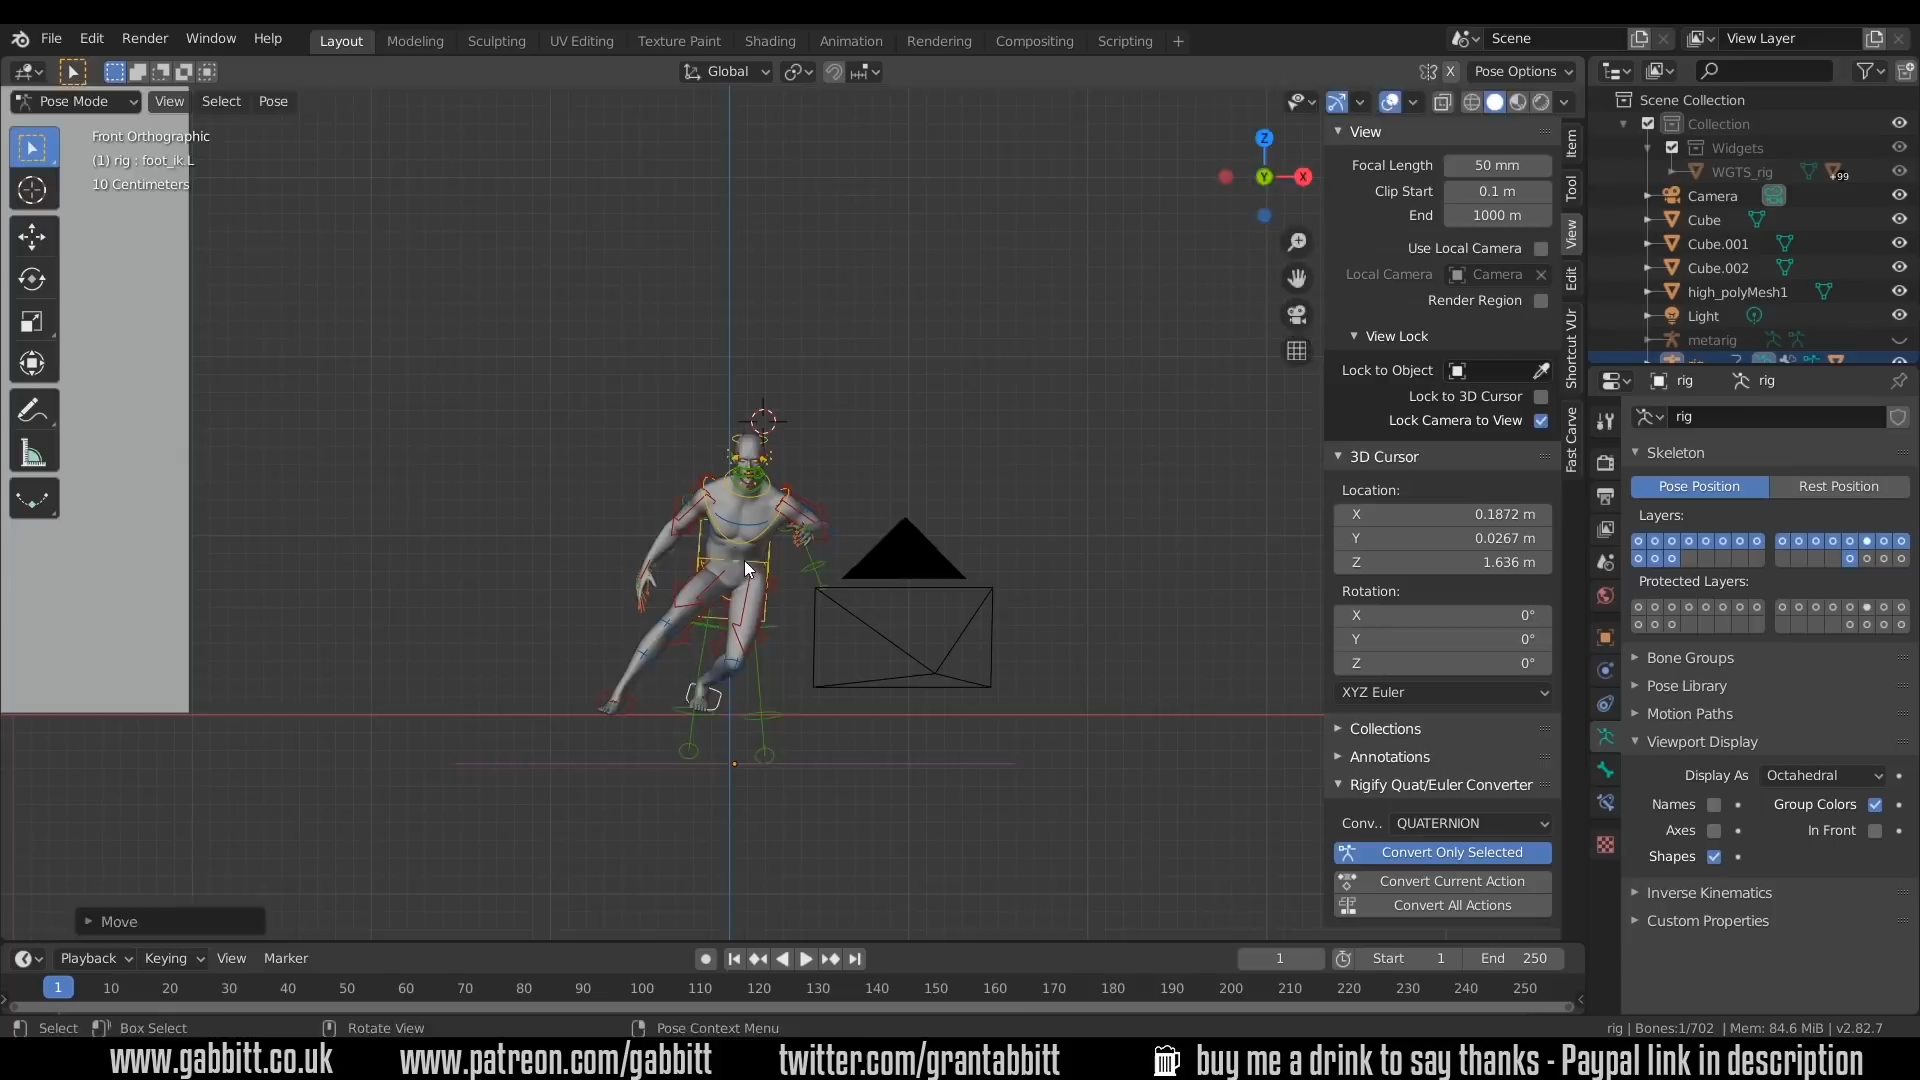 File Edit Render Window Help Layout Modeling Sculpting UV Editing Texture Paint Shading Animation Rendering Compositing Scripting + Scene View Layer
Global X Pose Options
Pose Mode View Select Pose
Front Orthographic
(1) rig : foot_ik.L
10 Centimeters
Z
Y
X
Move
View
Focal Length 50 mm
Clip Start 0.1 m
End 1000 m
Use Local Camera
Local Camera Camera
Render Region
View Lock
Lock to Object
Lock to 3D Cursor
Lock Camera to View
3D Cursor
Location:
X 0.1872 m
Y 0.0267 m
Z 1.636 m
Rotation:
X 0°
Y 0°
Z 0°
XYZ Euler
Collections
Annotations
Rigify Quat/Euler Converter
Conv.. QUATERNION
Convert Only Selected
Convert Current Action
Convert All Actions
Item
Tool
View
Edit
Shortcut VUr
Fast Carve
Scene Collection
Collection
Widgets
WGTS_rig +99
Camera
Cube
Cube.001
Cube.002
high_polyMesh1
Light
metarig
rig rig
rig
Skeleton
Pose Position Rest Position
Layers:
Protected Layers:
Bone Groups
Pose Library
Motion Paths
Viewport Display
Display As Octahedral
Names Group Colors
Axes In Front
Shapes
Inverse Kinematics
Custom Properties
Playback Keying View Marker 1 Start 1 End 250
1 10 20 30 40 50 60 70 80 90 100 110 120 130 140 150 160 170 180 190 200 210 220 230 240 250
Select Box Select Rotate View Pose Context Menu rig | Bones:1/702 | Mem: 84.6 MiB | v2.82.7
www.gabbitt.co.uk www.patreon.com/gabbitt twitter.com/grantabbitt buy me a drink to say thanks - Paypal link in description